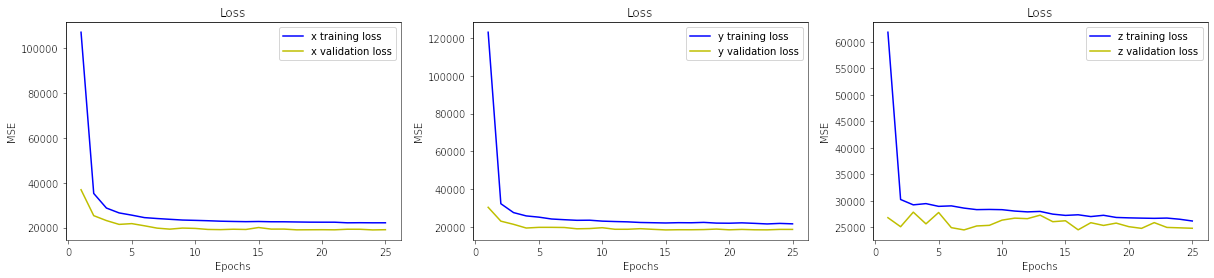 Loss
x training loss
x validation loss
MSE
100000
80000
60000
40000
20000
0
5
10
15
20
25
Epochs
Loss
y training loss
y validation loss
MSE
120000
100000
80000
60000
40000
20000
0
5
10
15
20
25
Epochs
Loss
z training loss
z validation loss
MSE
60000
55000
50000
45000
40000
35000
30000
25000
0
5
10
15
20
25
Epochs